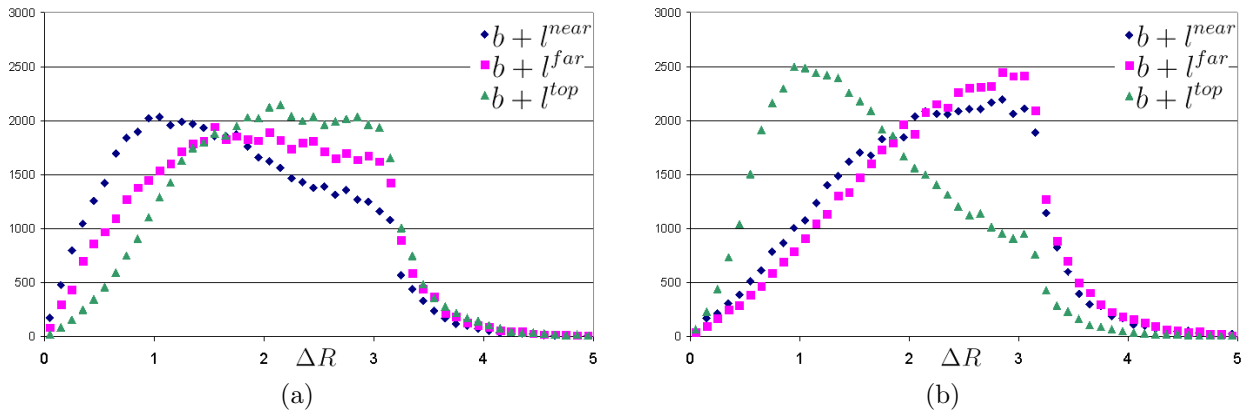 3000
2500
2000
1500
1000
500
0
b + l^{near}
b + l^{far}
b + l^{top}
0 1 2 3 4 5
ΔR
(a)
3000
2500
2000
1500
1000
500
0
b + l^{near}
b + l^{far}
b + l^{top}
0 1 2 3 4 5
ΔR
(b)